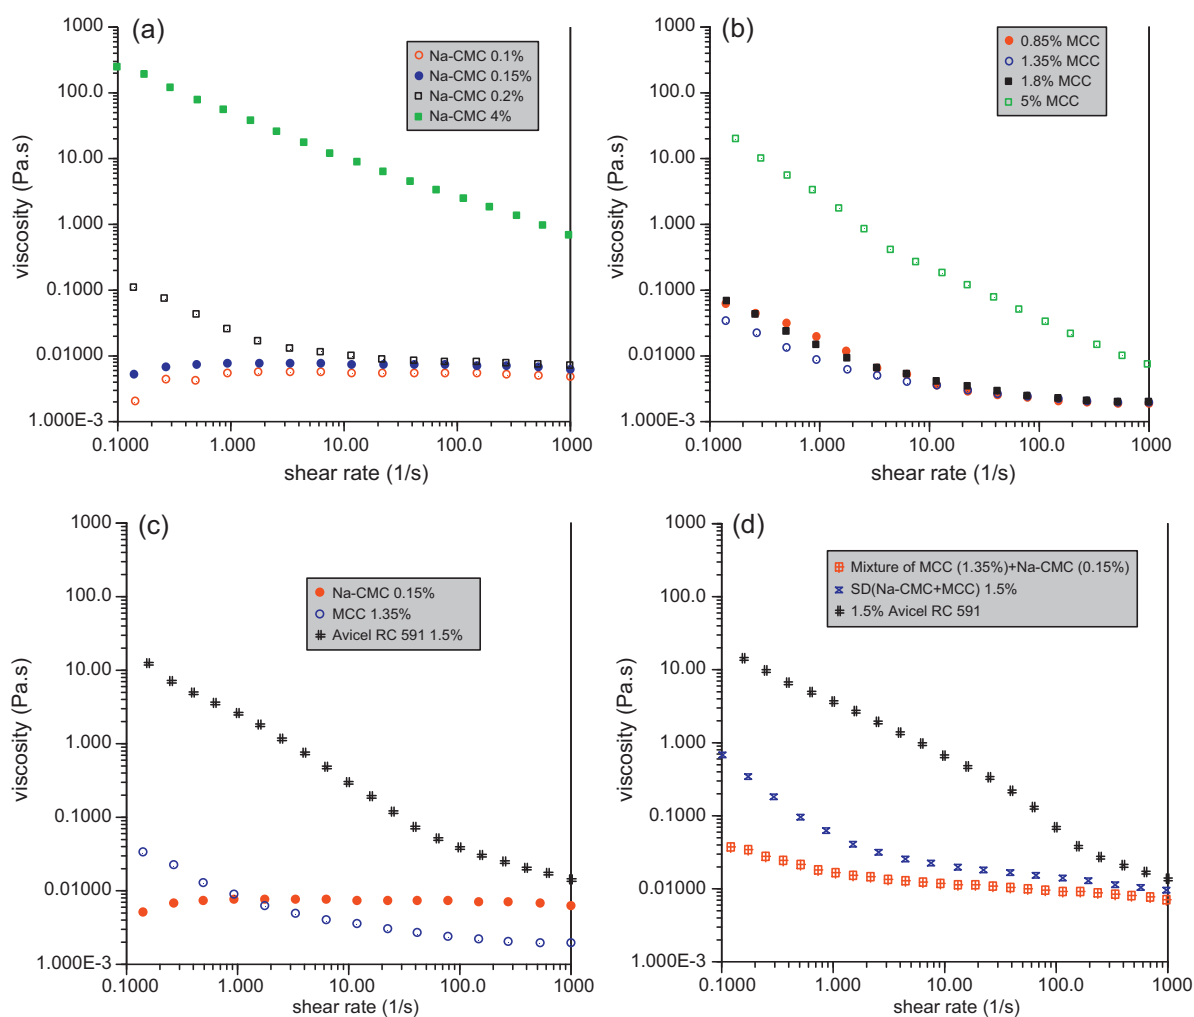 (a)
Na-CMC 0.1%
Na-CMC 0.15%
Na-CMC 0.2%
Na-CMC 4%
viscosity (Pa.s)
1000
100.0
10.00
1.000
0.1000
0.01000
1.000E-3
0.1000 1.000 10.00 100.0 1000
shear rate (1/s)
(b)
0.85% MCC
1.35% MCC
1.8% MCC
5% MCC
viscosity (Pa.s)
1000
100.0
10.00
1.000
0.1000
0.01000
1.000E-3
0.1000 1.000 10.00 100.0 1000
shear rate (1/s)
(c)
Na-CMC 0.15%
MCC 1.35%
Avicel RC 591 1.5%
viscosity (Pa.s)
1000
100.0
10.00
1.000
0.1000
0.01000
1.000E-3
0.1000 1.000 10.00 100.0 1000
shear rate (1/s)
(d)
Mixture of MCC (1.35%)+Na-CMC (0.15%)
SD(Na-CMC+MCC) 1.5%
1.5% Avicel RC 591
viscosity (Pa.s)
1000
100.0
10.00
1.000
0.1000
0.01000
1.000E-3
0.1000 1.000 10.00 100.0 1000
shear rate (1/s)